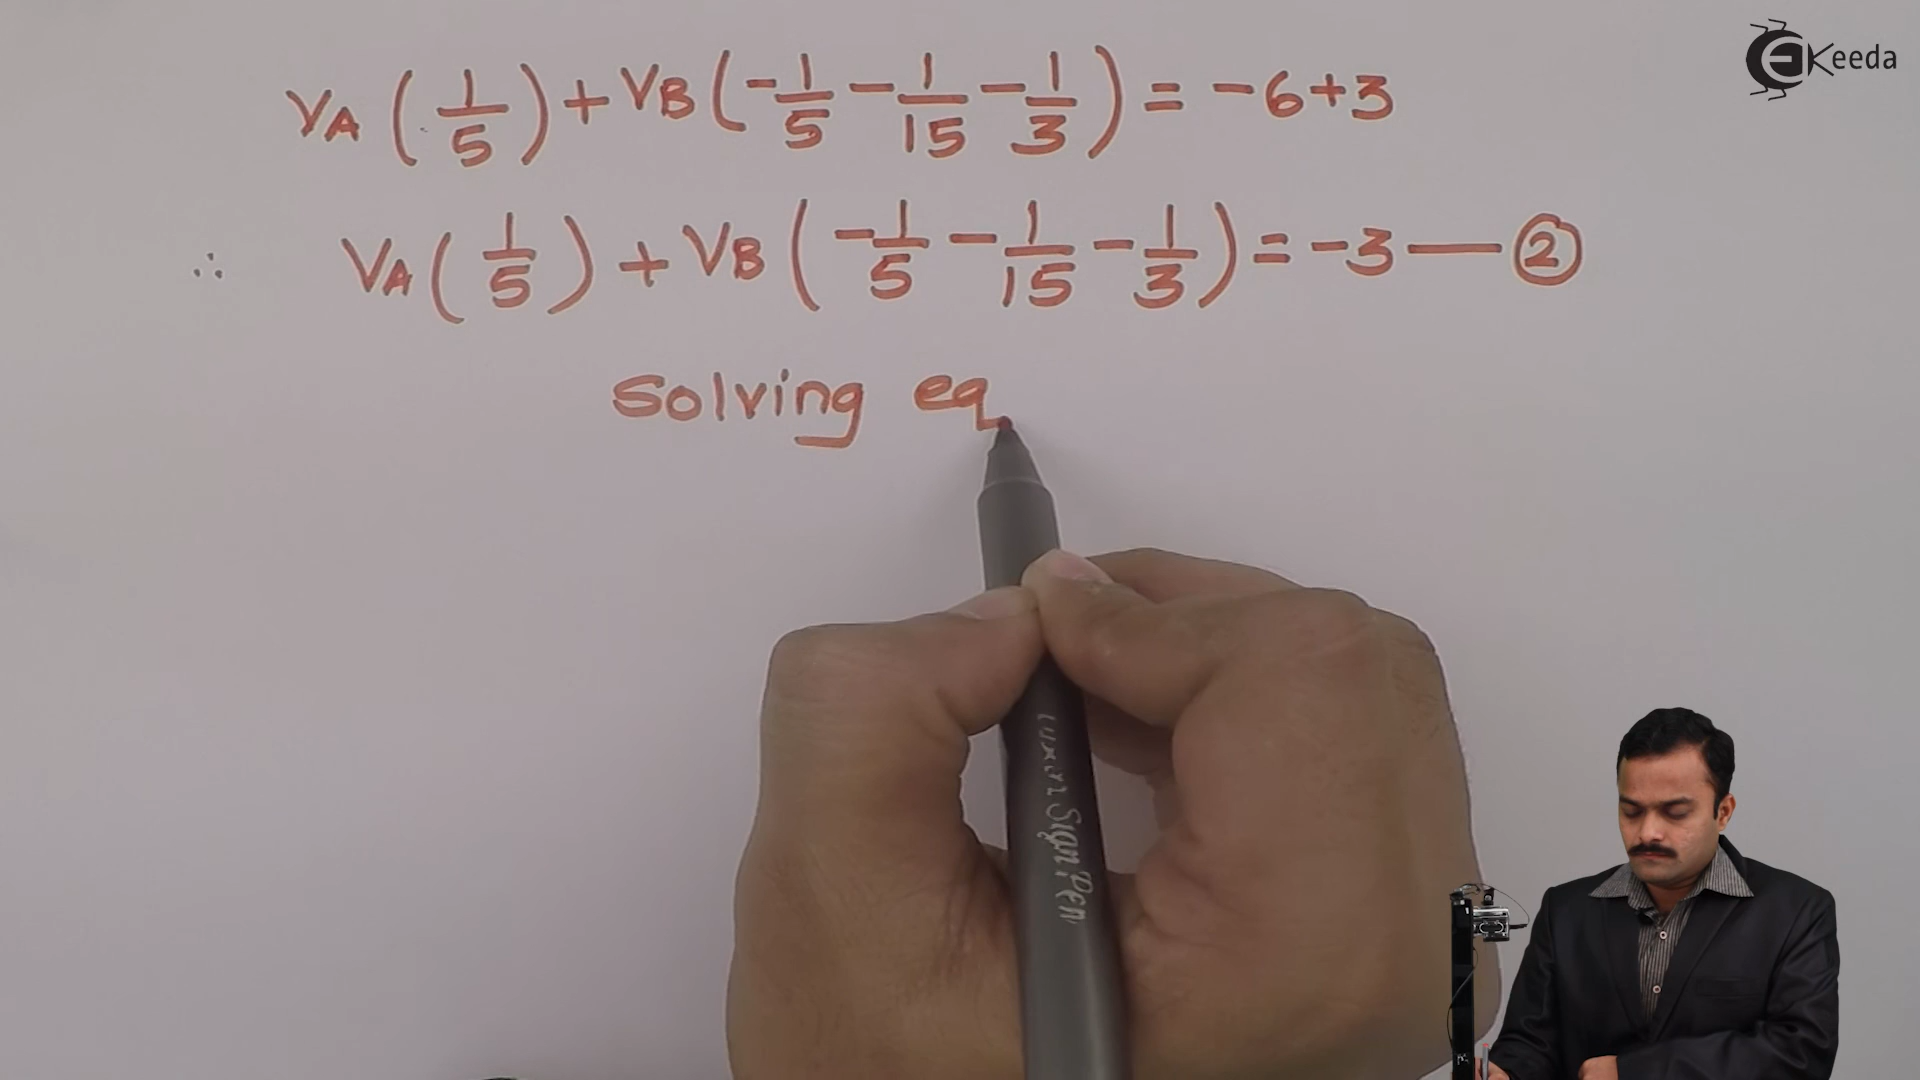 EKeeda
VA (1/5) + VB (-1/5 - 1/15 - 1/3) = -6+3
∴ VA (1/5) + VB (-1/5 - 1/15 - 1/3) = -3 — ②
Solving eq
Luxor Sign Pen